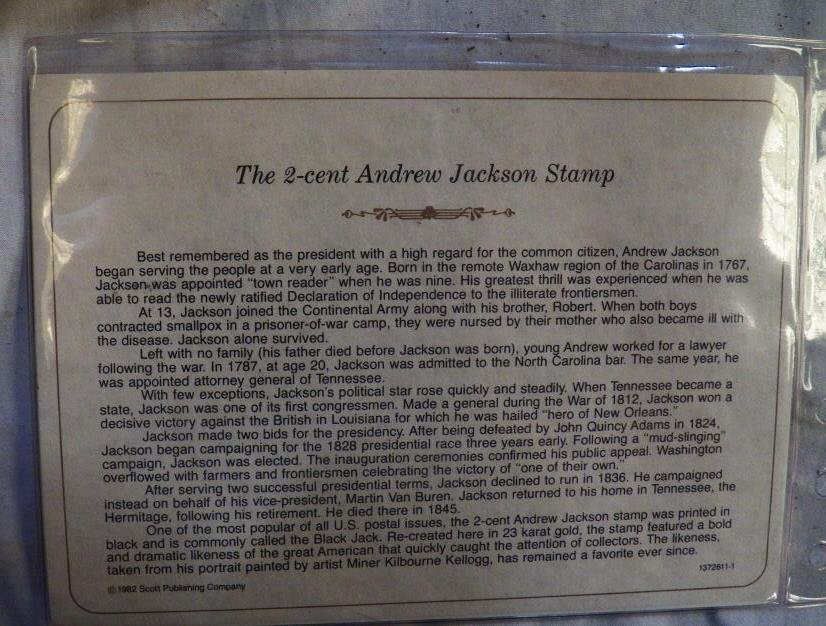 The 2-cent Andrew Jackson Stamp
Best remembered as the president with a high regard for the common citizen, Andrew Jackson
began serving the people at a very early age. Born in the remote Waxhaw region of the Carolinas in 1767,
Jackson was appointed "town reader" when he was nine. His greatest thrill was experienced when he was
able to read the newly ratified Declaration of Independence to the illiterate frontiersmen.
At 13, Jackson joined the Continental Army along with his brother, Robert. When both boys
contracted smallpox in a prisoner-of-war camp, they were nursed by their mother who also became ill with
the disease. Jackson alone survived.
Left with no family (his father died before Jackson was born), young Andrew worked for a lawyer
following the war. In 1787, at age 20, Jackson was admitted to the North Carolina bar. The same year, he
was appointed attorney general of Tennessee.
With few exceptions, Jackson's political star rose quickly and steadily. When Tennessee became a
state, Jackson was one of its first congressmen. Made a general during the War of 1812, Jackson won a
decisive victory against the British in Louisiana for which he was hailed "hero of New Orleans."
Jackson made two bids for the presidency. After being defeated by John Quincy Adams in 1824,
Jackson began campaigning for the 1828 presidential race three years early. Following a "mud-slinging"
campaign, Jackson was elected. The inauguration ceremonies confirmed his public appeal. Washington
overflowed with farmers and frontiersmen celebrating the victory of "one of their own."
After serving two successful presidential terms, Jackson declined to run in 1836. He campaigned
instead on behalf of his vice-president, Martin Van Buren. Jackson returned to his home in Tennessee, the
Hermitage, following his retirement. He died there in 1845.
One of the most popular of all U.S. postal issues, the 2-cent Andrew Jackson stamp was printed in
black and is commonly called the Black Jack. Re-created here in 23 karat gold, the stamp featured a bold
and dramatic likeness of the great American that quickly caught the attention of collectors. The likeness,
taken from his portrait painted by artist Miner Kilbourne Kellogg, has remained a favorite ever since.
1372611-1
© 1982 Scott Publishing Company